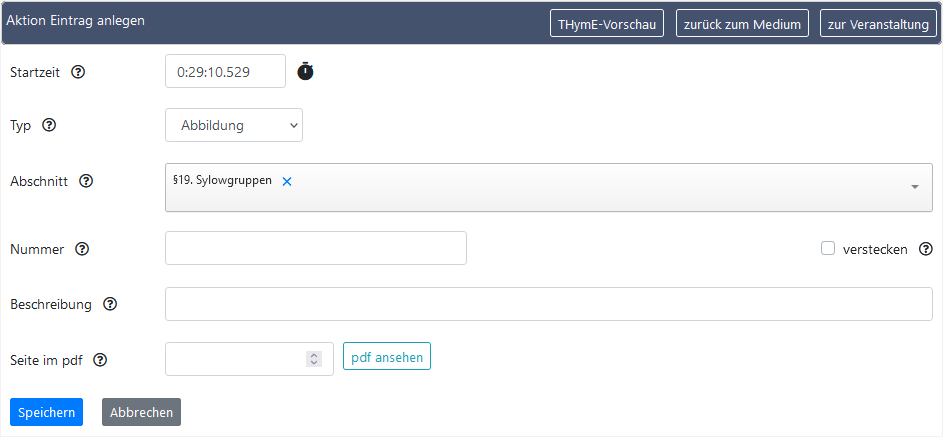 Aktion Eintrag anlegen
THymE-Vorschau
zurück zum Medium
zur Veranstaltung
Startzeit
0:29:10.529
Typ
Abbildung
Abschnitt
§19. Sylowgruppen
Nummer
verstecken
Beschreibung
Seite im pdf
pdf ansehen
Speichern
Abbrechen